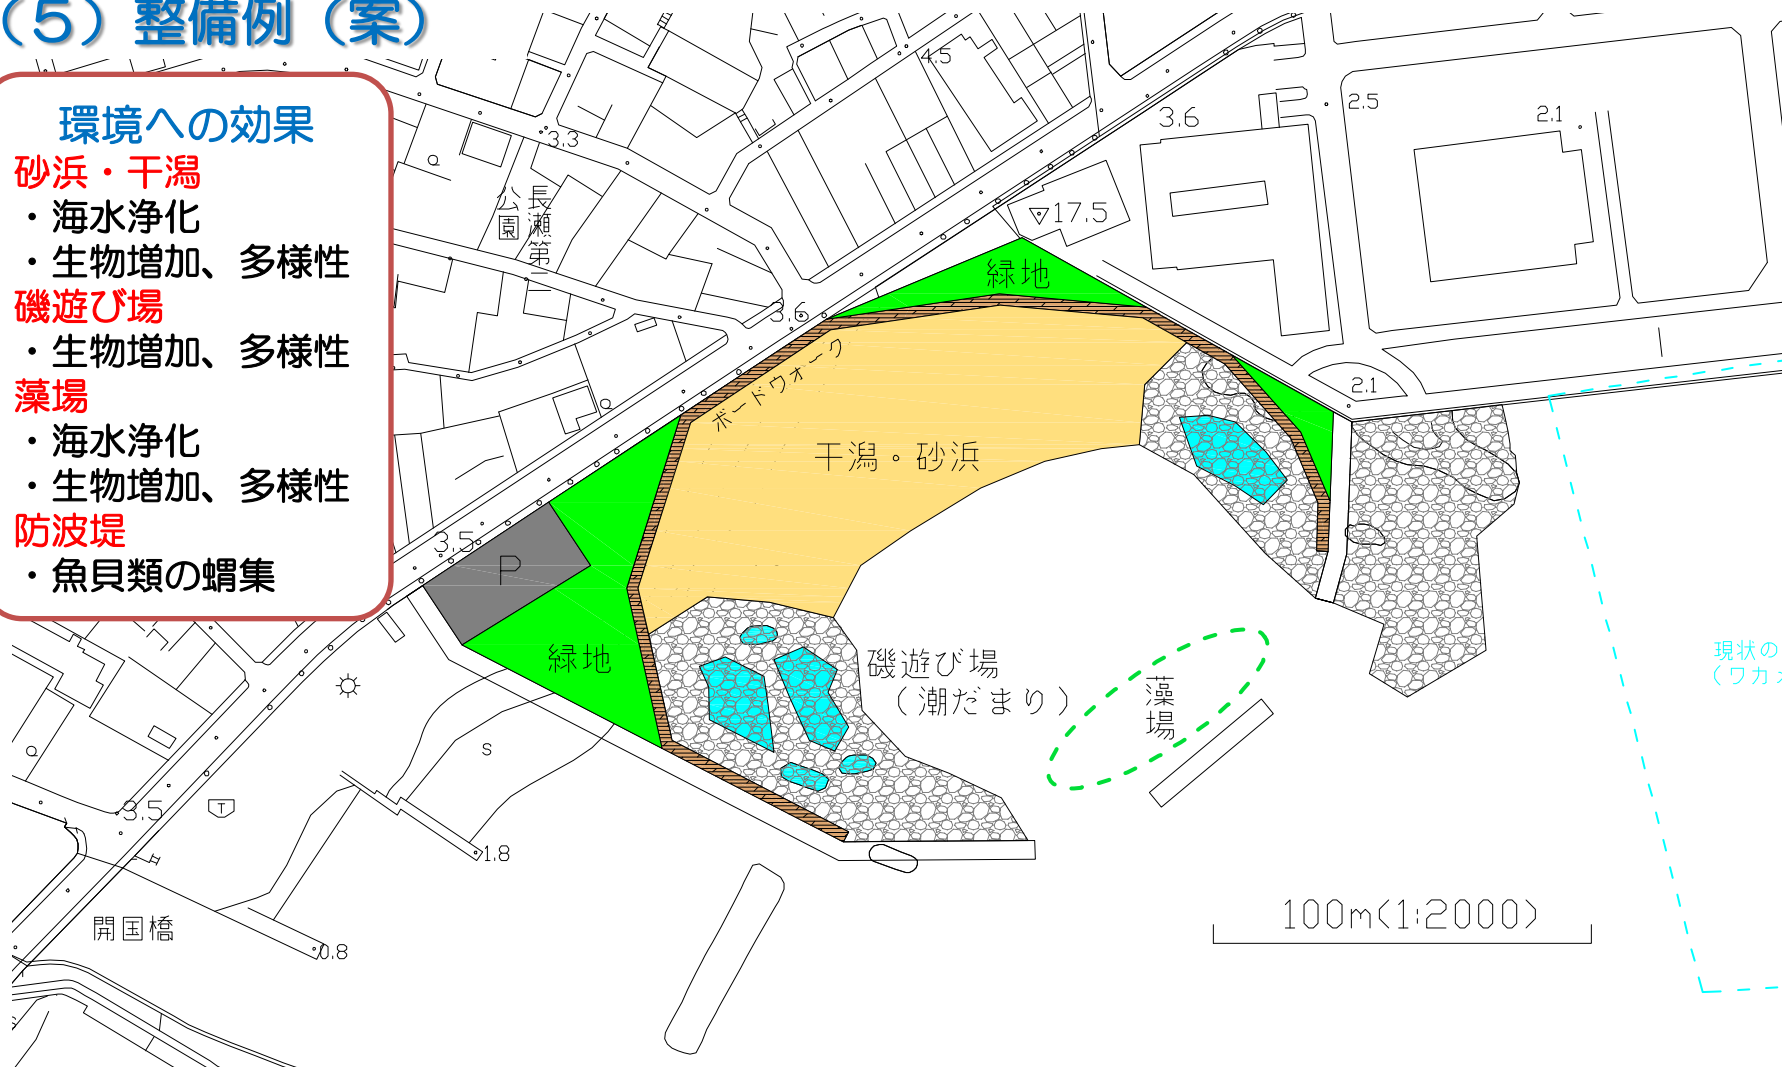 （５）整備例（案）
環境への効果
砂浜・干潟
・海水浄化
・生物増加、多様性
磯遊び場
・生物増加、多様性
藻場
・海水浄化
・生物増加、多様性
防波堤
・魚貝類の蝟集
4.5
3.3
長瀬第二
公園
3.6
2.5
2.1
▽17.5
緑地
3.6
ボードウォーク
2.1
干潟・砂浜
3.5
P
緑地
磯遊び場
（潮だまり）
藻場
現状の
（ワカメ
S
3.5
T
1.8
開国橋
0.8
100m(1:2000)